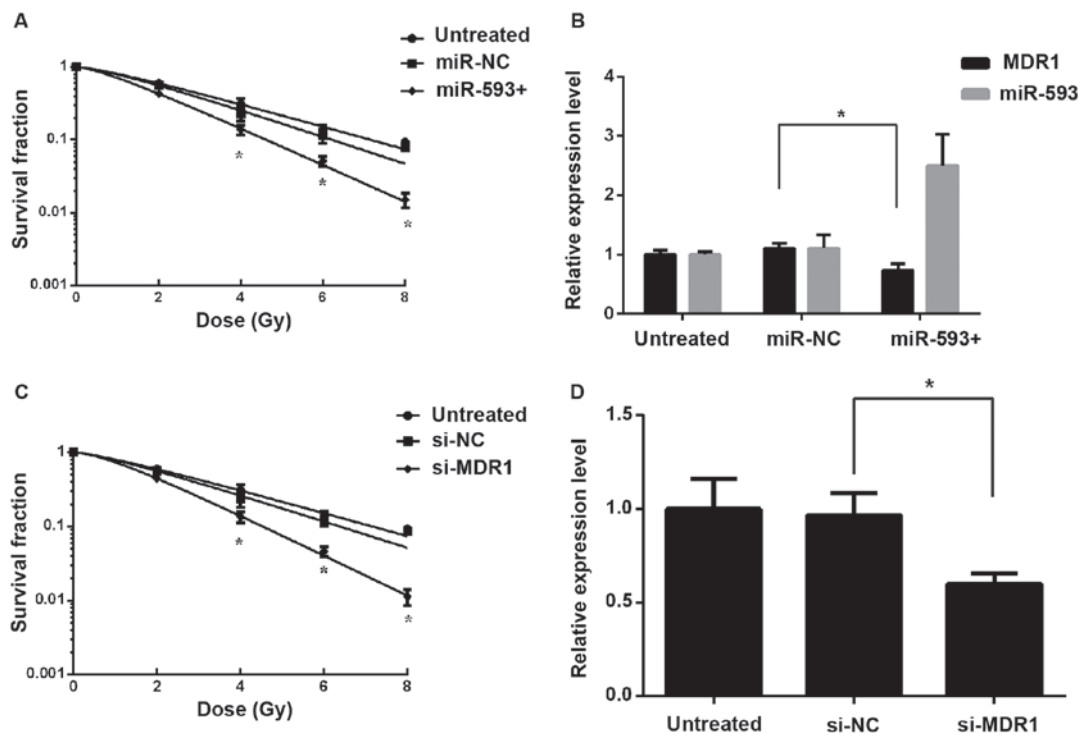 A
Untreated
miR-NC
miR-593+
Survival fraction
1
0.1
0.01
0.001
0 2 4 6 8
Dose (Gy)
* * *
B
MDR1
miR-593
Relative expression level
4
3
2
1
0
*
Untreated miR-NC miR-593+
C
Untreated
si-NC
si-MDR1
Survival fraction
1
0.1
0.01
0.001
0 2 4 6 8
Dose (Gy)
* * *
D
Relative expression level
1.5
1.0
0.5
0.0
*
Untreated si-NC si-MDR1